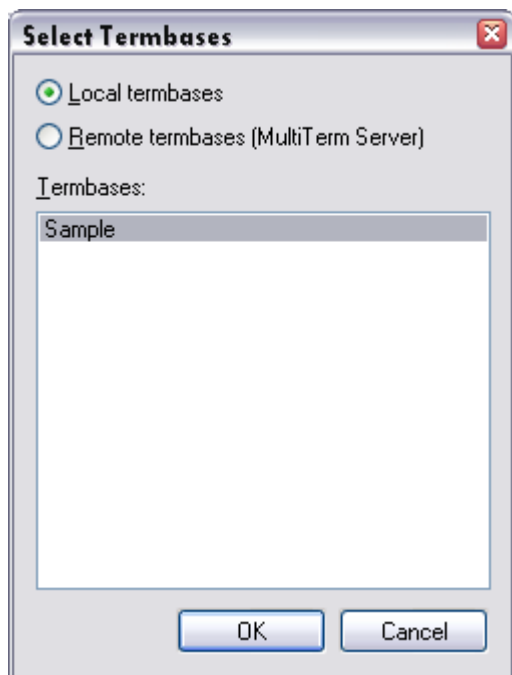 Select Termbases
Local termbases
Remote termbases (MultiTerm Server)
Termbases:
Sample
OK Cancel